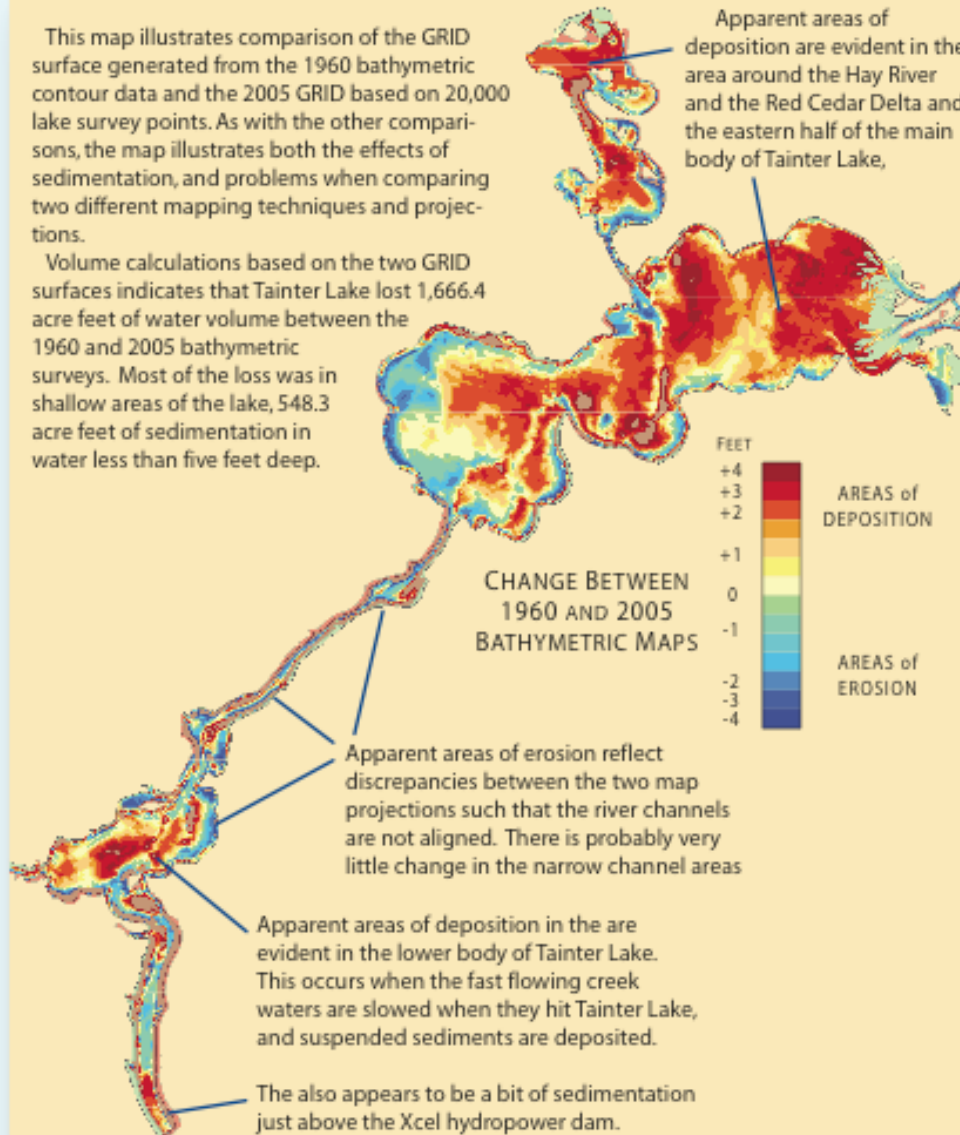 This map illustrates comparison of the GRID
surface generated from the 1960 bathymetric
contour data and the 2005 GRID based on 20,000
lake survey points. As with the other compari-
sons, the map illustrates both the effects of
sedimentation, and problems when comparing
two different mapping techniques and projec-
tions.
Volume calculations based on the two GRID
surfaces indicates that Tainter Lake lost 1,666.4
acre feet of water volume between the
1960 and 2005 bathymetric
surveys. Most of the loss was in
shallow areas of the lake, 548.3
acre feet of sedimentation in
water less than five feet deep.
Apparent areas of
deposition are evident in the
area around the Hay River
and the Red Cedar Delta and
the eastern half of the main
body of Tainter Lake,
FEET
+4
+3
+2
+1
0
-1
-2
-3
-4
AREAS of
DEPOSITION
AREAS of
EROSION
CHANGE BETWEEN
1960 AND 2005
BATHYMETRIC MAPS
Apparent areas of erosion reflect
discrepancies between the two map
projections such that the river channels
are not aligned. There is probably very
little change in the narrow channel areas
Apparent areas of deposition in the are
evident in the lower body of Tainter Lake.
This occurs when the fast flowing creek
waters are slowed when they hit Tainter Lake,
and suspended sediments are deposited.
The also appears to be a bit of sedimentation
just above the Xcel hydropower dam.